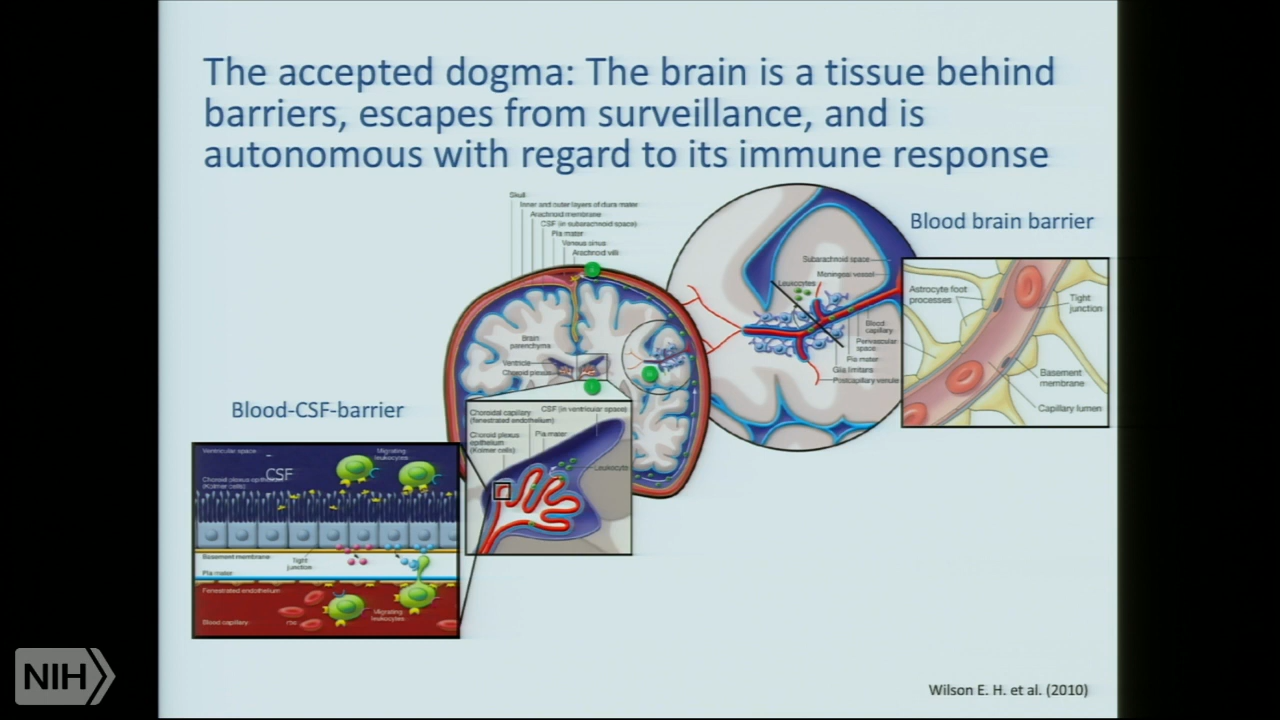 The accepted dogma: The brain is a tissue behind
barriers, escapes from surveillance, and is
autonomous with regard to its immune response
Skull
Inner and outer layers of dura mater
Arachnoid membrane
CSF (in subarachnoid space)
Pia mater
Venous sinus
Arachnoid villi
Brain
parenchyma
Ventricle
Choroid plexus
Subarachnoid space
Meningeal vessel
Leukocytes
Blood
capillary
Perivascular
space
Pia mater
Glia limitans
Postcapillary venule
Blood brain barrier
Astrocyte foot
processes
Tight
junction
Basement
membrane
Capillary lumen
Blood-CSF-barrier
Choroidal capillary
(fenestrated endothelium)
CSF (in ventricular space)
Choroid plexus
epithelium
(Kolmer cells)
Pia mater
Leukocyte
Ventricular space
CSF
Migrating
leukocytes
Choroid plexus
(Kolmer cells)
Basement membrane
Tight
junction
Pia mater
Fenestrated endothelium
Blood capillary
Migrating
leukocytes
Wilson E. H. et al. (2010)
NIH